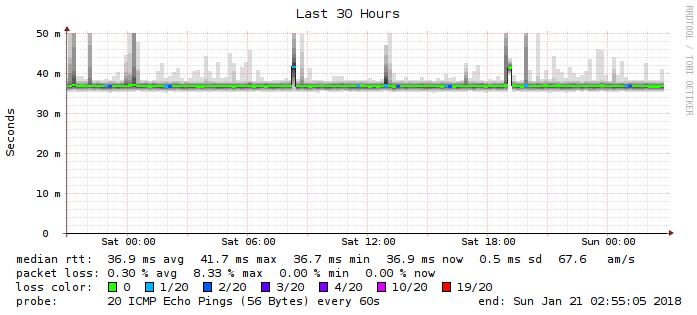 Last 30 Hours
50 m
40 m
30 m
20 m
10 m
0
Seconds
RRDTOOL / TOBI OETIKER
Sat 00:00 Sat 06:00 Sat 12:00 Sat 18:00 Sun 00:00
median rtt: 36.9 ms avg 41.7 ms max 36.7 ms min 36.9 ms now 0.5 ms sd 67.6 am/s
packet loss: 0.30 % avg 8.33 % max 0.00 % min 0.00 % now
loss color: 0 1/20 2/20 3/20 4/20 10/20 19/20
probe: 20 ICMP Echo Pings (56 Bytes) every 60s end: Sun Jan 21 02:55:05 2018